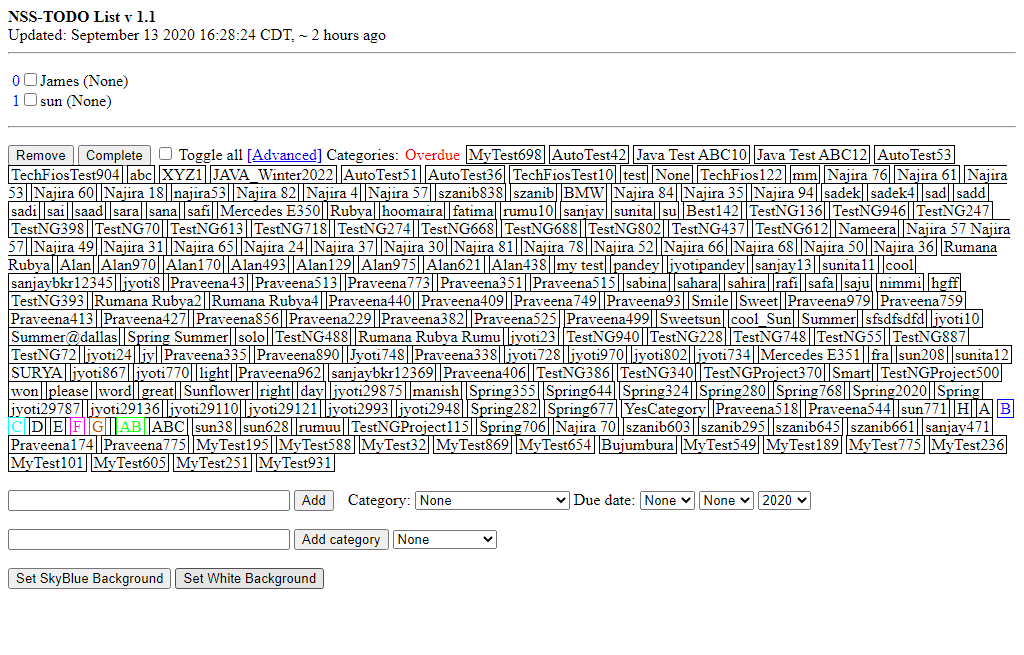 NSS-TODO List v 1.1
Updated: September 13 2020 16:28:24 CDT, ~ 2 hours ago
0 James (None)
1 sun (None)
Remove Complete Toggle all [Advanced] Categories: Overdue MyTest698 AutoTest42 Java Test ABC10 Java Test ABC12 AutoTest53
TechFiosTest904 abc XYZ1 JAVA_Winter2022 AutoTest51 AutoTest36 TechFiosTest10 test None TechFios122 mm Najira 76 Najira 61 Najira
53 Najira 60 Najira 18 najira53 Najira 82 Najira 4 Najira 57 szanib838 szanib BMW Najira 84 Najira 35 Najira 94 sadek sadek4 sad sadd
sadi sai saad sara sana safi Mercedes E350 Rubya hoomaira fatima rumu10 sanjay sunita su Best142 TestNG136 TestNG946 TestNG247
TestNG398 TestNG70 TestNG613 TestNG718 TestNG274 TestNG668 TestNG688 TestNG802 TestNG437 TestNG612 Nameera Najira 57 Najira
57 Najira 49 Najira 31 Najira 65 Najira 24 Najira 37 Najira 30 Najira 81 Najira 78 Najira 52 Najira 66 Najira 68 Najira 50 Najira 36 Rumana
Rubya Alan Alan970 Alan170 Alan493 Alan129 Alan975 Alan621 Alan438 my test pandey jyotipandey sanjay13 sunita11 cool
sanjaybkr12345 jyoti8 Praveena43 Praveena513 Praveena773 Praveena351 Praveena515 sabina sahara sahira rafi safa saju nimmi hgff
TestNG393 Rumana Rubya2 Rumana Rubya4 Praveena440 Praveena409 Praveena749 Praveena93 Smile Sweet Praveena979 Praveena759
Praveena413 Praveena427 Praveena856 Praveena229 Praveena382 Praveena525 Praveena499 Sweetsun cool_Sun Summer sfsdfsdfd jyoti10
Summer@dallas Spring Summer solo TestNG488 Rumana Rubya Rumu jyoti23 TestNG940 TestNG228 TestNG748 TestNG55 TestNG887
TestNG72 jyoti24 jy Praveena335 Praveena890 Jyoti748 Praveena338 jyoti728 jyoti970 jyoti802 jyoti734 Mercedes E351 fra sun208 sunita12
SURYA jyoti867 jyoti770 light Praveena962 sanjaybkr12369 Praveena406 TestNG386 TestNG340 TestNGProject370 Smart TestNGProject500
won please word great Sunflower right day jyoti29875 manish Spring355 Spring644 Spring324 Spring280 Spring768 Spring2020 Spring
jyoti29787 jyoti29136 jyoti29110 jyoti29121 jyoti2993 jyoti2948 Spring282 Spring677 YesCategory Praveena518 Praveena544 sun771 H A B
C D E F G AB ABC sun38 sun628 rumuu TestNGProject115 Spring706 Najira 70 szanib603 szanib295 szanib645 szanib661 sanjay471
Praveena174 Praveena775 MyTest195 MyTest588 MyTest32 MyTest869 MyTest654 Bujumbura MyTest549 MyTest189 MyTest775 MyTest236
MyTest101 MyTest605 MyTest251 MyTest931
Add Category: None Due date: None None 2020
Add category None
Set SkyBlue Background Set White Background